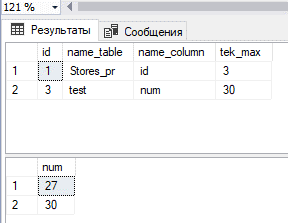 121 %
Результаты Сообщения
id name_table name_column tek_max
1 1 Stores_pr id 3
2 3 test num 30
num
1 27
2 30